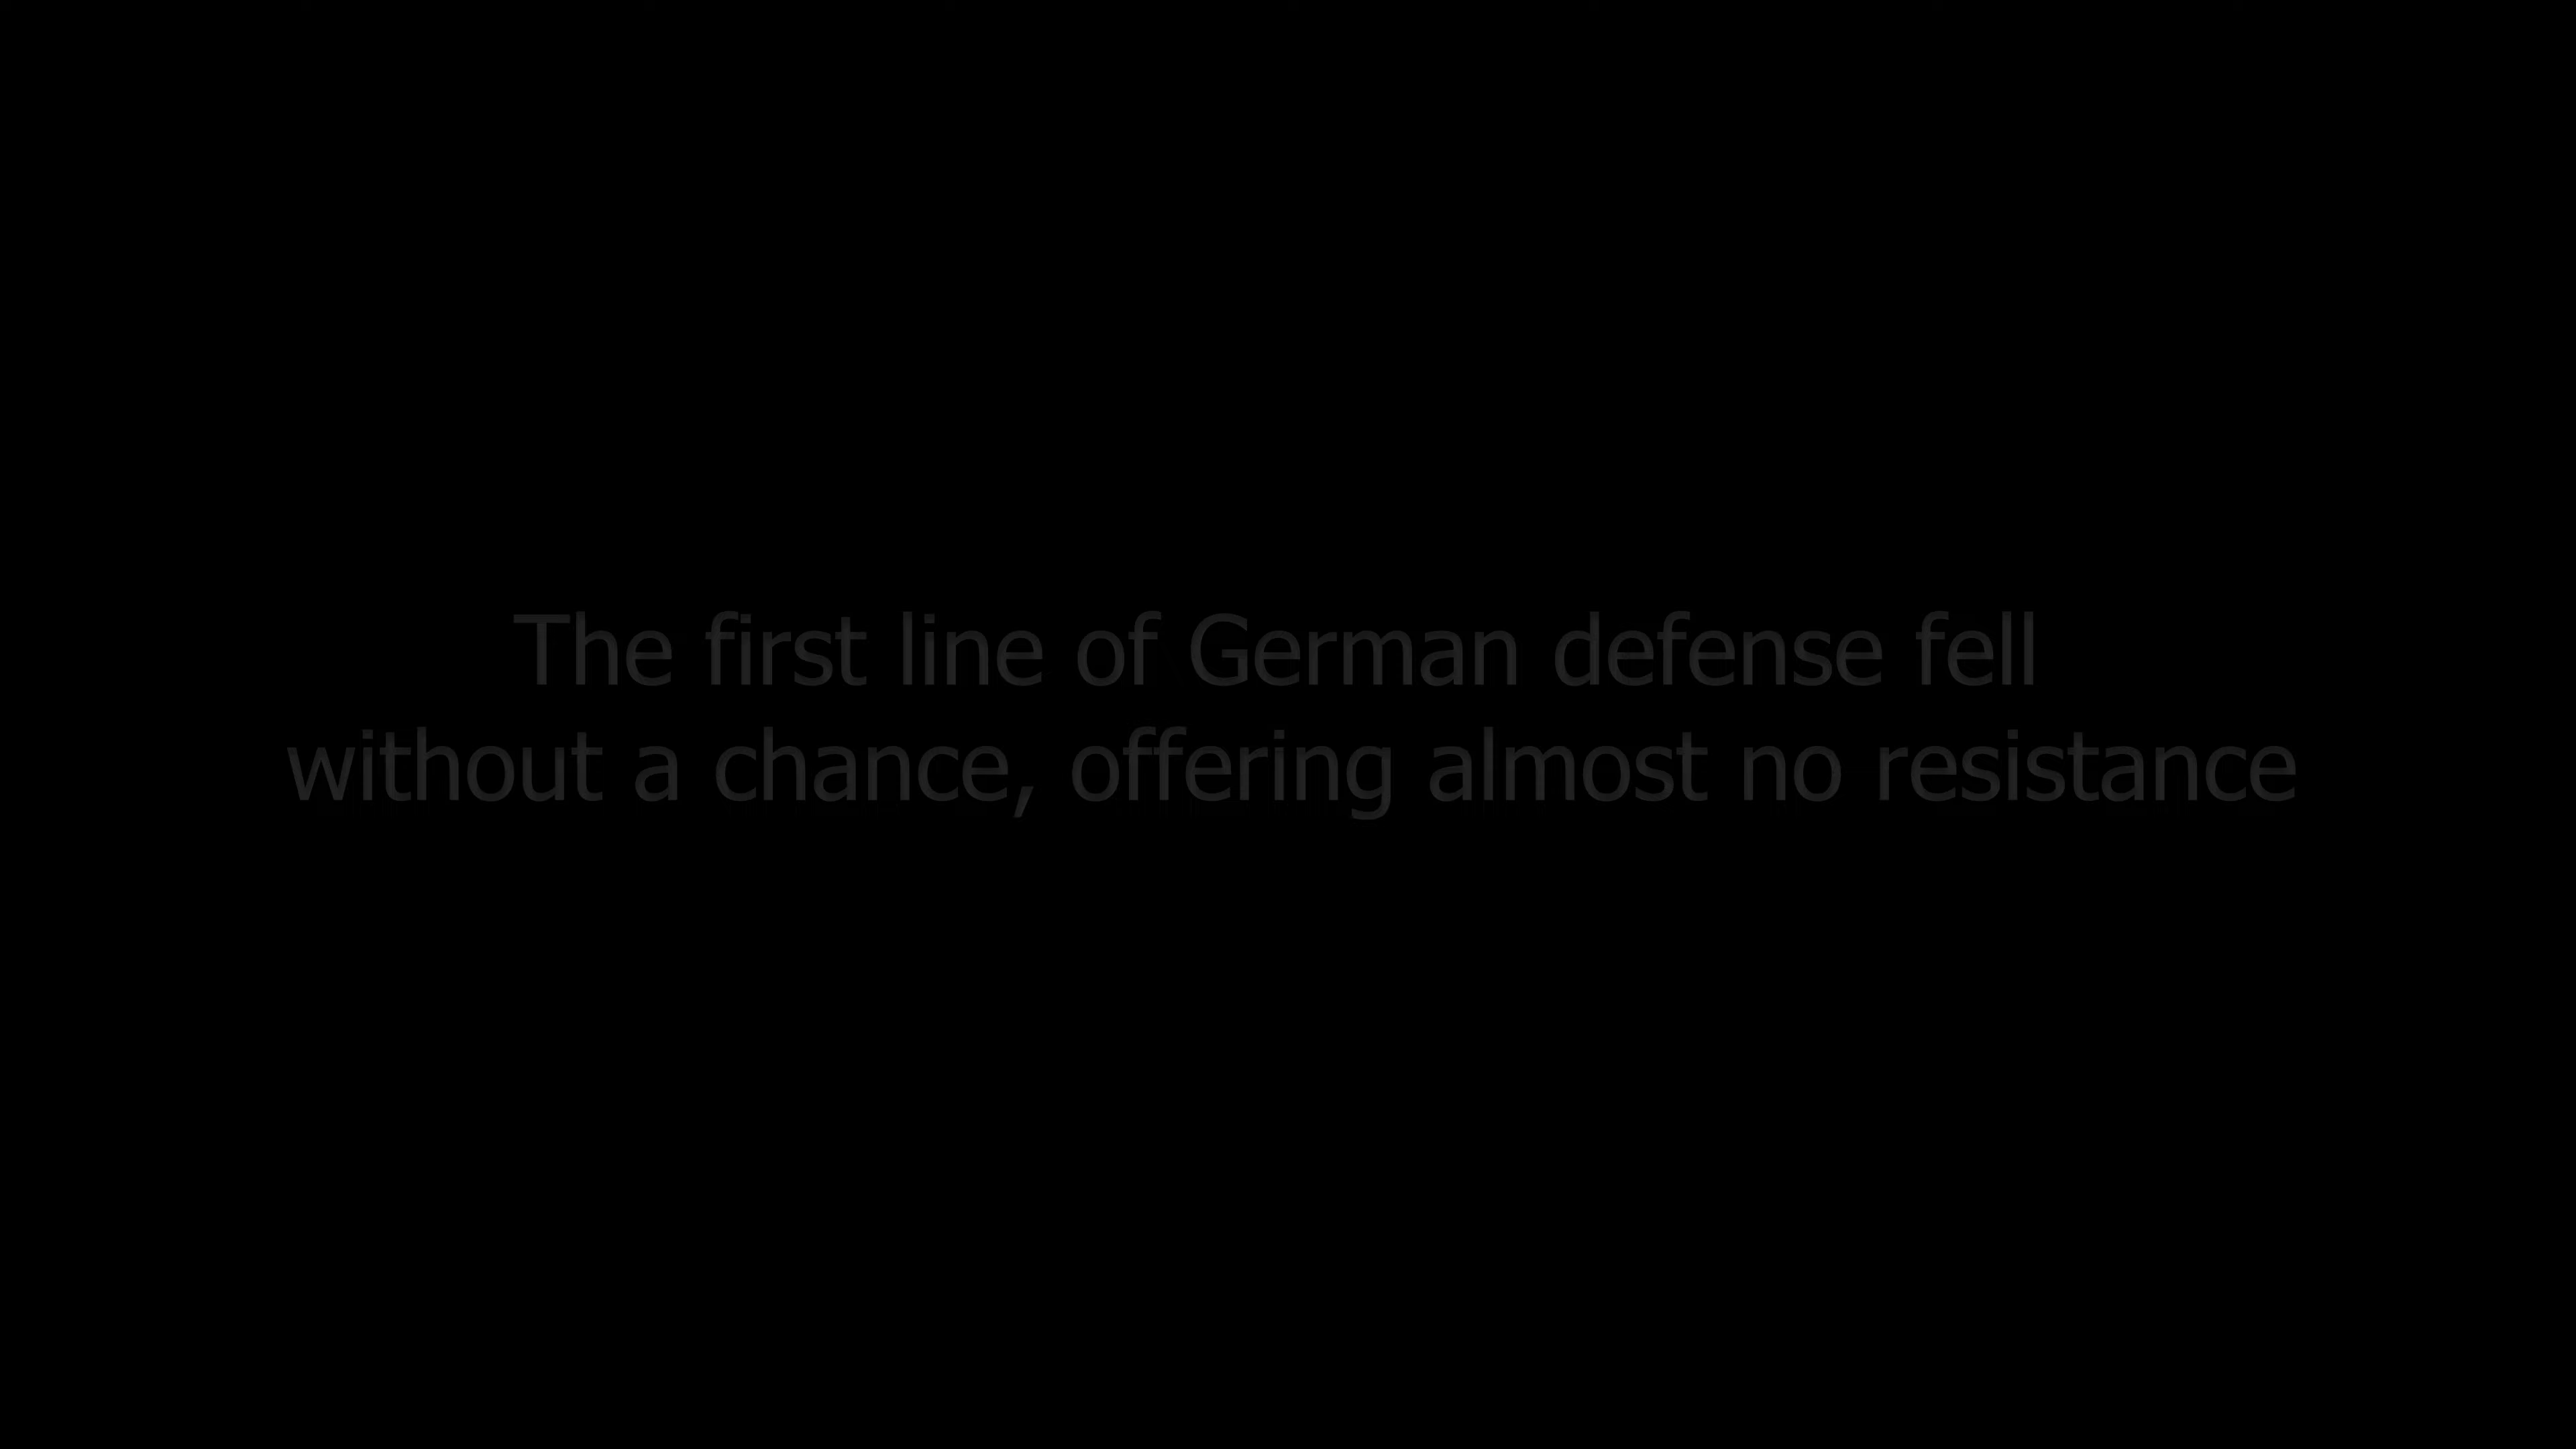 The first line of German defense fell
without a chance, offering almost no resistance